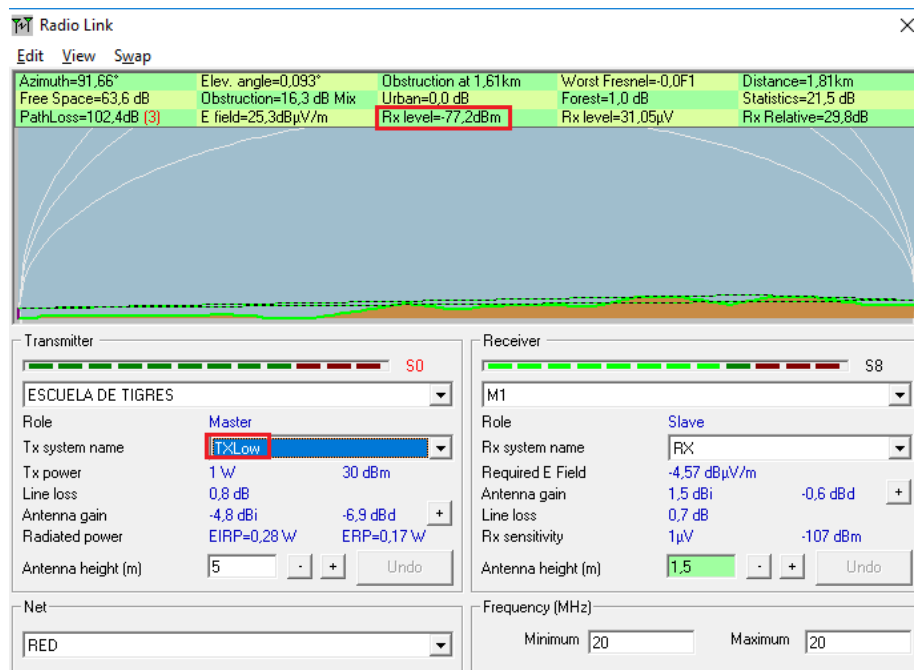 Radio Link
Edit View Swap
Azimuth=91,66° Elev. angle=0,093° Obstruction at 1,61km Worst Fresnel=-0,0F1 Distance=1,81km
Free Space=63,6 dB Obstruction=16,3 dB Mix Urban=0,0 dB Forest=1,0 dB Statistics=21,5 dB
PathLoss=102,4dB (3) E field=25,3dBµV/m Rx level=-77,2dBm Rx level=31,05µV Rx Relative=29,8dB
Transmitter
S0
ESCUELA DE TIGRES
Role Master
Tx system name TXLow
Tx power 1 W 30 dBm
Line loss 0,8 dB
Antenna gain -4,8 dBi -6,9 dBd +
Radiated power EIRP=0,28 W ERP=0,17 W
Antenna height (m) 5 - + Undo
Net
RED
Receiver
S8
M1
Role Slave
Rx system name RX
Required E Field -4,57 dBµV/m
Antenna gain 1,5 dBi -0,6 dBd +
Line loss 0,7 dB
Rx sensitivity 1µV -107 dBm
Antenna height (m) 1,5 - + Undo
Frequency (MHz)
Minimum 20 Maximum 20